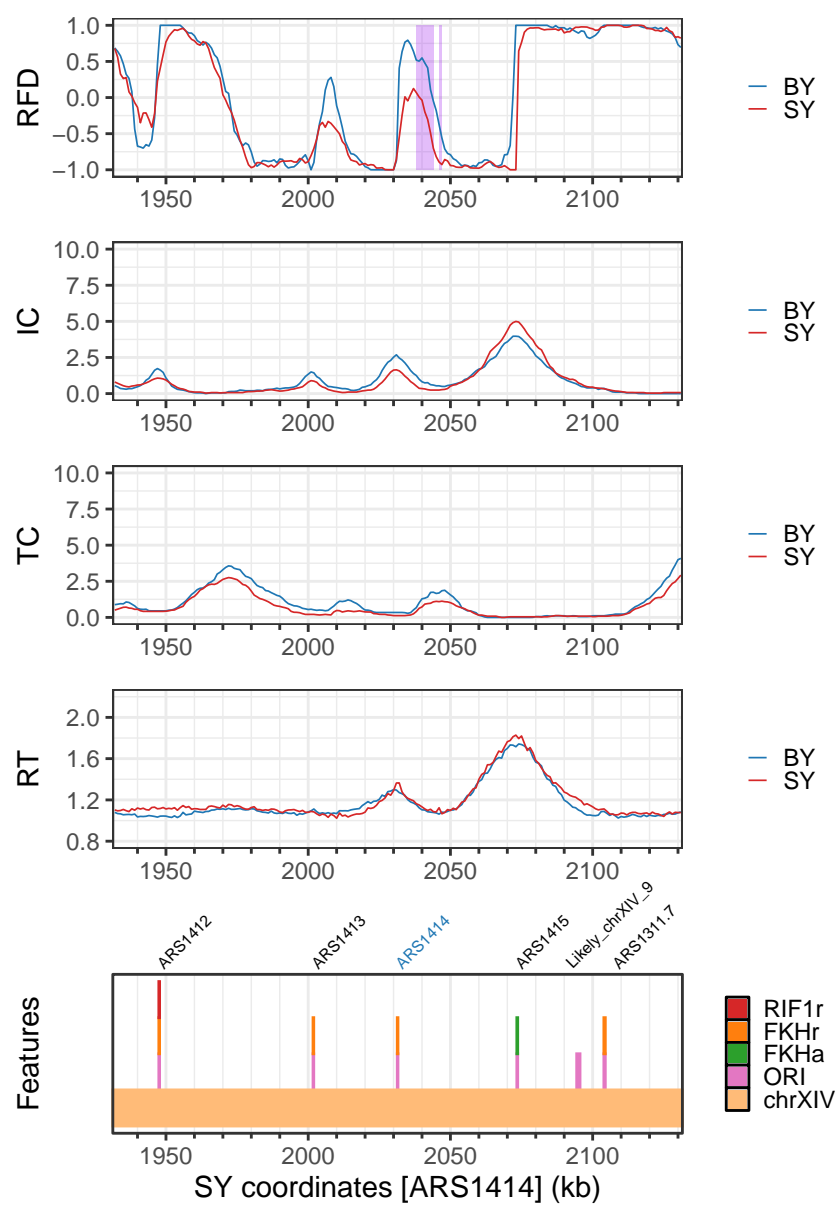 1.0
0.5
0.0
−0.5
−1.0
RFD
1950 2000 2050 2100
BY
SY
10.0
7.5
5.0
2.5
0.0
IC
1950 2000 2050 2100
BY
SY
10.0
7.5
5.0
2.5
0.0
TC
1950 2000 2050 2100
BY
SY
2.0
1.6
1.2
0.8
RT
1950 2000 2050 2100
BY
SY
ARS1412
ARS1413
ARS1414
ARS1415
Likely_chrXIV_9
ARS1311.7
Features
RIF1r
FKHr
FKHa
ORI
chrXIV
1950 2000 2050 2100
SY coordinates [ARS1414] (kb)